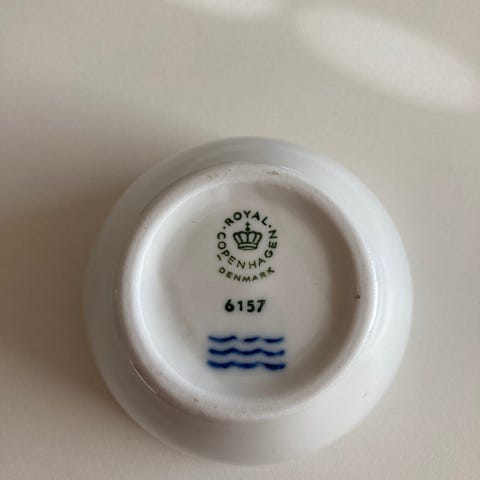 ROYAL
COPENHAGEN
DENMARK
6157